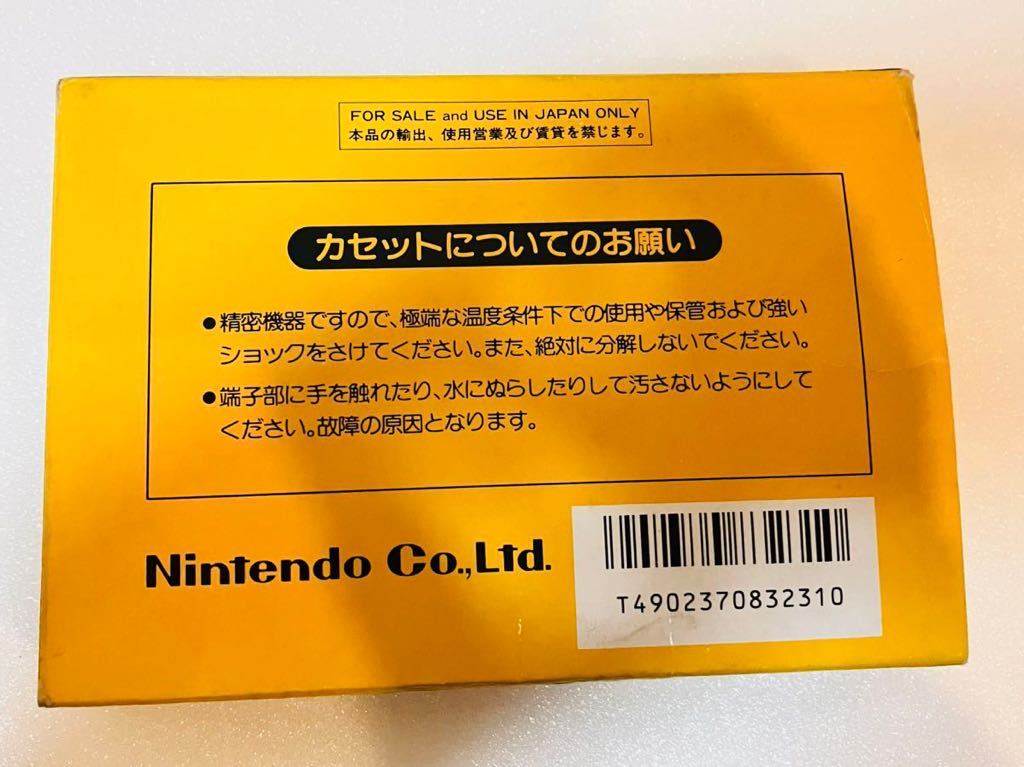 FOR SALE and USE IN JAPAN ONLY
本品の輸出、使用営業及び賃貸を禁じます。
カセットについてのお願い
●精密機器ですので、極端な温度条件下での使用や保管および強い
ショックをさけてください。また、絶対に分解しないでください。
●端子部に手を触れたり、水にぬらしたりして汚さないようにして
ください。故障の原因となります。
Nintendo Co.,Ltd.
T4902370832310